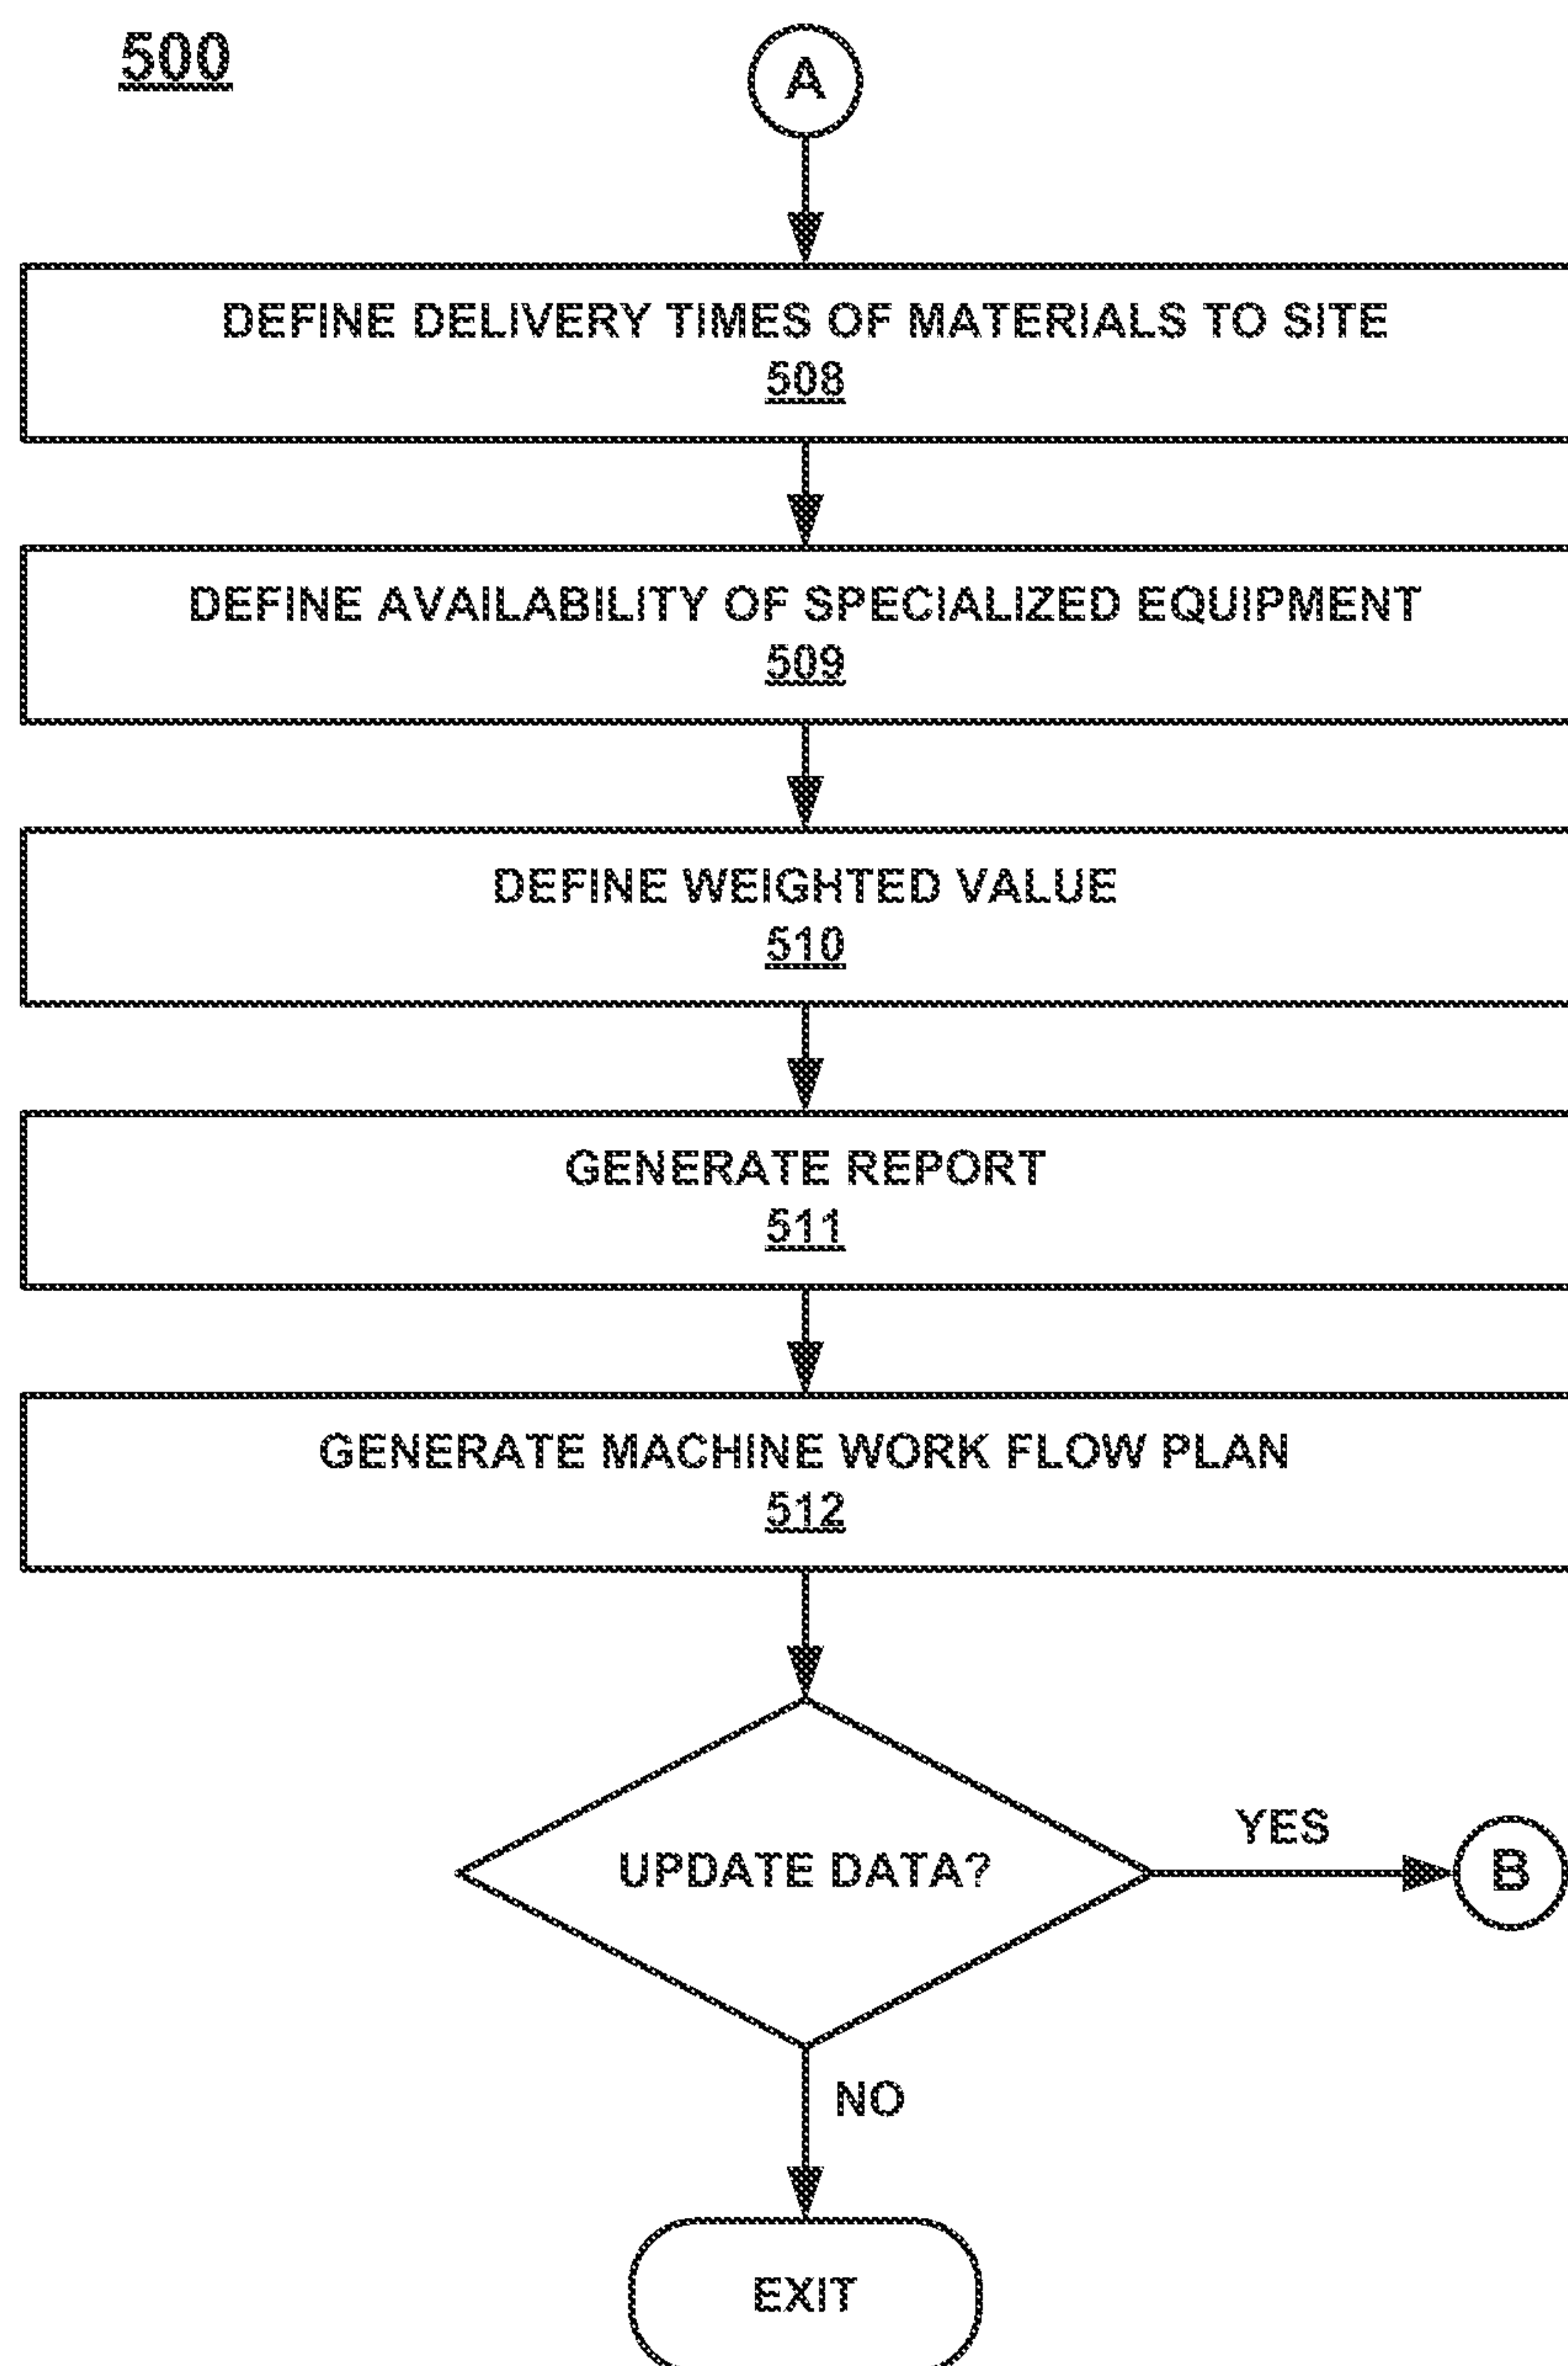 500
A
DEFINE DELIVERY TIMES OF MATERIALS TO SITE
508
DEFINE AVAILABILITY OF SPECIALIZED EQUIPMENT
509
DEFINE WEIGHTED VALUE
510
GENERATE REPORT
511
GENERATE MACHINE WORK FLOW PLAN
512
UPDATE DATA?
YES
B
NO
EXIT